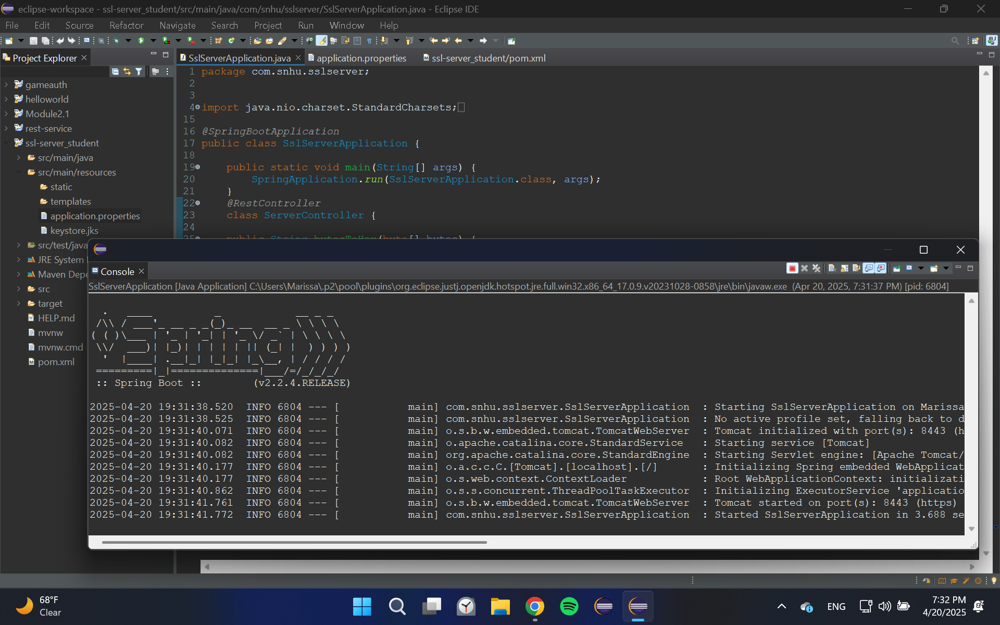 eclipse-workspace - ssl-server_student/src/main/java/com/snhu/sslserver/SslServerApplication.java - Eclipse IDE
File Edit Source Refactor Navigate Search Project Run Window Help
Project Explorer
SslServerApplication.java
application.properties
ssl-server_student/pom.xml
gameauth
helloworld
Module2.1
rest-service
ssl-server_student
src/main/java
src/main/resources
static
templates
application.properties
keystore.jks
src/test/java
JRE System
Maven Depe
src
target
HELP.md
mvnw
mvnw.cmd
pom.xml
1 package com.snhu.sslserver;
2
3
4 import java.nio.charset.StandardCharsets;
15
16 @SpringBootApplication
17 public class SslServerApplication {
18
19 public static void main(String[] args) {
20 SpringApplication.run(SslServerApplication.class, args);
21 }
22 @RestController
23 class ServerController {
24
25 public String bytesToHex(byte[] bytes) {
Console
SslServerApplication [Java Application] C:\Users\Marissa\.p2\pool\plugins\org.eclipse.justj.openjdk.hotspot.jre.full.win32.x86_64_17.0.9.v20231028-0858\jre\bin\javaw.exe (Apr 20, 2025, 7:31:37 PM) [pid: 6804]
Spring
:: Spring Boot :: (v2.2.4.RELEASE)
2025-04-20 19:31:38.520 INFO 6804 --- [ main] com.snhu.sslserver.SslServerApplication : Starting SslServerApplication on Marissa
2025-04-20 19:31:38.525 INFO 6804 --- [ main] com.snhu.sslserver.SslServerApplication : No active profile set, falling back to d
2025-04-20 19:31:40.071 INFO 6804 --- [ main] o.s.b.w.embedded.tomcat.TomcatWebServer : Tomcat initialized with port(s): 8443 (h
2025-04-20 19:31:40.082 INFO 6804 --- [ main] o.apache.catalina.core.StandardService : Starting service [Tomcat]
2025-04-20 19:31:40.082 INFO 6804 --- [ main] org.apache.catalina.core.StandardEngine : Starting Servlet engine: [Apache Tomcat/
2025-04-20 19:31:40.177 INFO 6804 --- [ main] o.a.c.c.C.[Tomcat].[localhost].[/] : Initializing Spring embedded WebApplicat
2025-04-20 19:31:40.177 INFO 6804 --- [ main] o.s.web.context.ContextLoader : Root WebApplicationContext: initializati
2025-04-20 19:31:40.862 INFO 6804 --- [ main] o.s.s.concurrent.ThreadPoolTaskExecutor : Initializing ExecutorService 'applicatio
2025-04-20 19:31:41.761 INFO 6804 --- [ main] o.s.b.w.embedded.tomcat.TomcatWebServer : Tomcat started on port(s): 8443 (https)
2025-04-20 19:31:41.772 INFO 6804 --- [ main] com.snhu.sslserver.SslServerApplication : Started SslServerApplication in 3.688 se
68°F
Clear
ENG
7:32 PM
4/20/2025